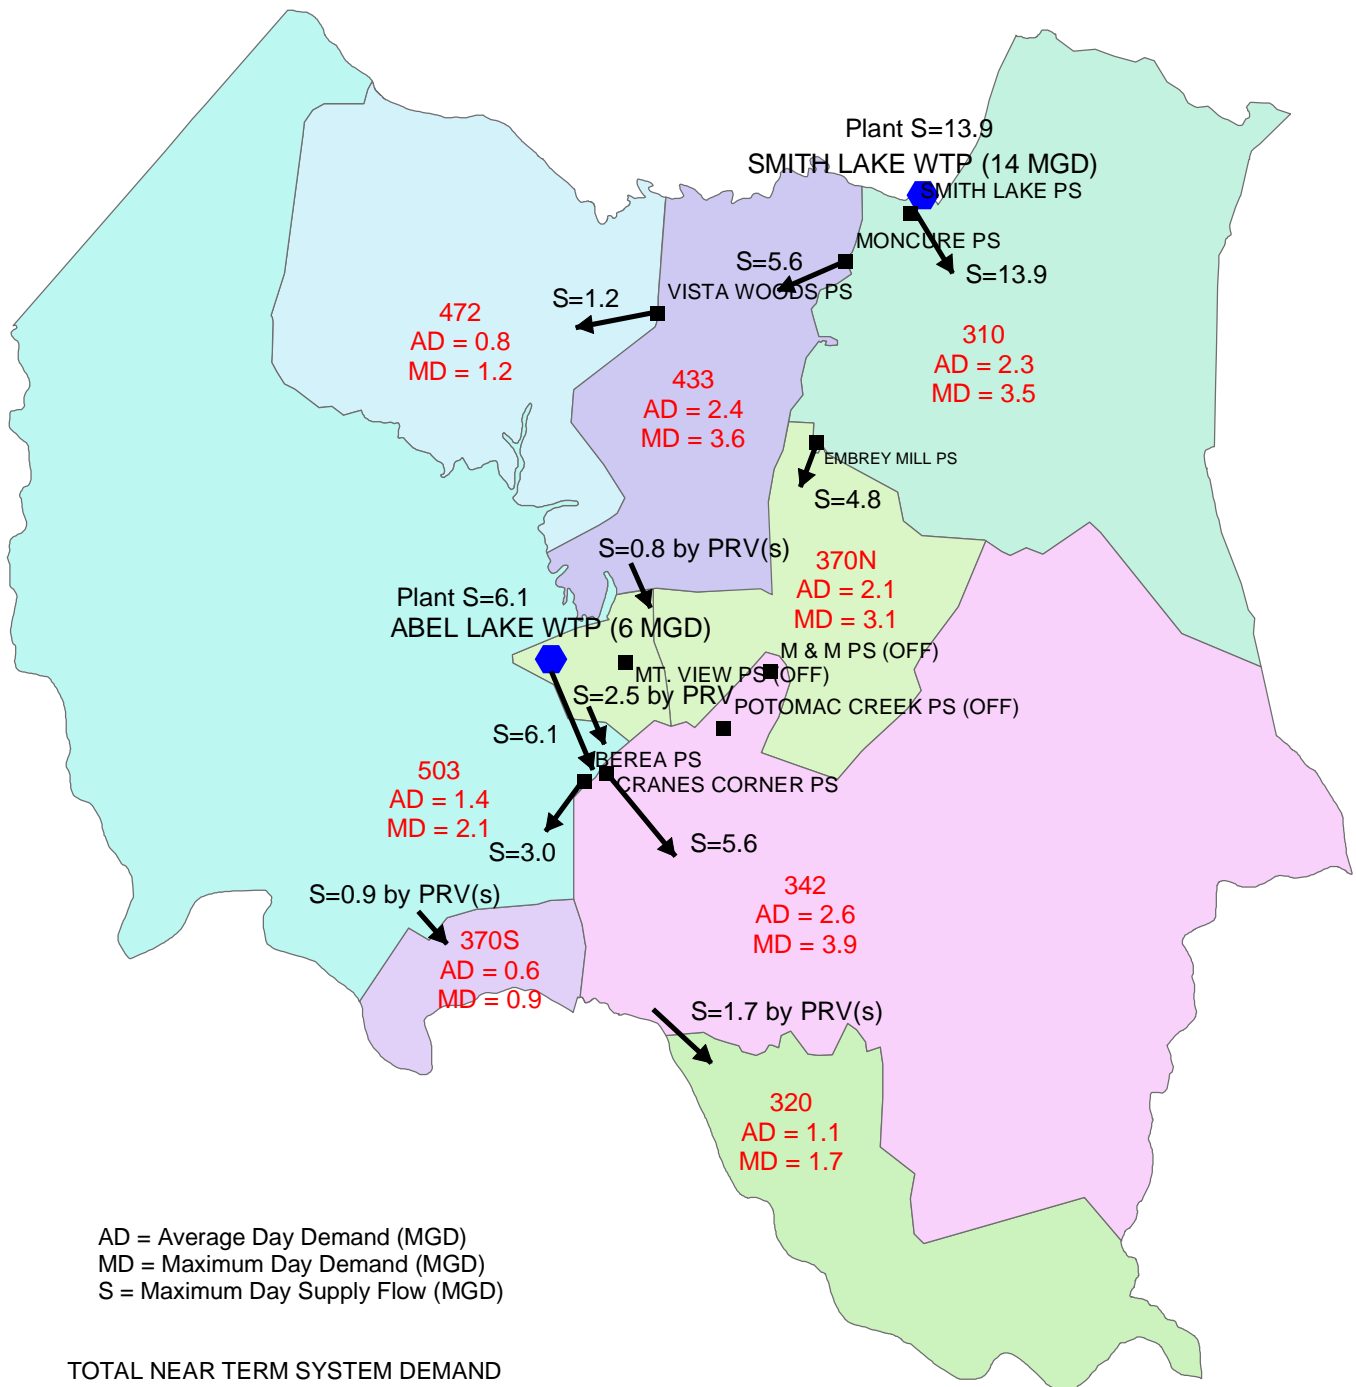 Plant S=13.9
SMITH LAKE WTP (14 MGD)
SMITH LAKE PS
MONCURE PS
S=5.6
S=13.9
VISTA WOODS PS
S=1.2
472
AD = 0.8
MD = 1.2
310
AD = 2.3
MD = 3.5
433
AD = 2.4
MD = 3.6
EMBREY MILL PS
S=4.8
S=0.8 by PRV(s)
370N
AD = 2.1
MD = 3.1
Plant S=6.1
ABEL LAKE WTP (6 MGD)
M & M PS (OFF)
MT. VIEW PS (OFF)
S=2.5 by PRV
POTOMAC CREEK PS (OFF)
S=6.1
BEREA PS
CRANES CORNER PS
503
AD = 1.4
MD = 2.1
S=3.0
S=5.6
S=0.9 by PRV(s)
342
AD = 2.6
MD = 3.9
370S
AD = 0.6
MD = 0.9
S=1.7 by PRV(s)
320
AD = 1.1
MD = 1.7
AD = Average Day Demand (MGD)
MD = Maximum Day Demand (MGD)
S = Maximum Day Supply Flow (MGD)
TOTAL NEAR TERM SYSTEM DEMAND